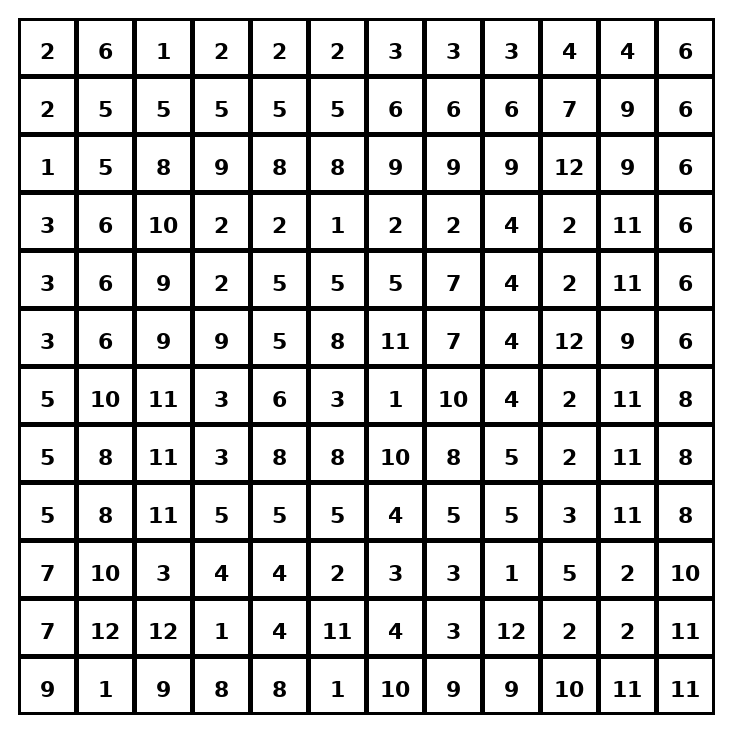 2 6 1 2 2 2 3 3 3 4 4 6
2 5 5 5 5 5 6 6 6 7 9 6
1 5 8 9 8 8 9 9 9 12 9 6
3 6 10 2 2 1 2 2 4 2 11 6
3 6 9 2 5 5 5 7 4 2 11 6
3 6 9 9 5 8 11 7 4 12 9 6
5 10 11 3 6 3 1 10 4 2 11 8
5 8 11 3 8 8 10 8 5 2 11 8
5 8 11 5 5 5 4 5 5 3 11 8
7 10 3 4 4 2 3 3 1 5 2 10
7 12 12 1 4 11 4 3 12 2 2 11
9 1 9 8 8 1 10 9 9 10 11 11